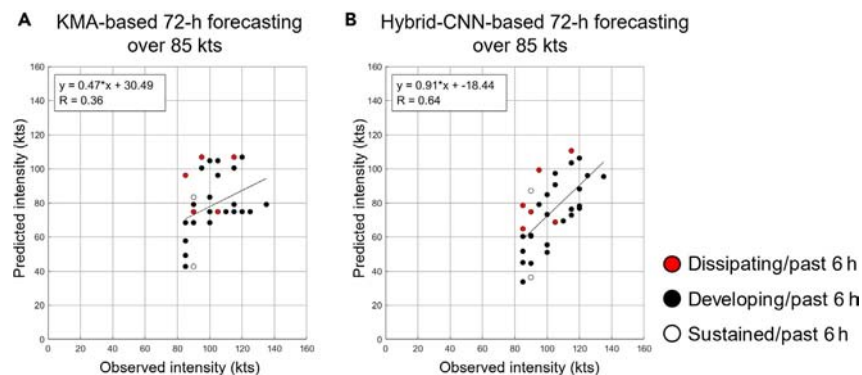 A KMA-based 72-h forecasting
over 85 kts
y = 0.47*x + 30.49
R = 0.36
Predicted intensity (kts)
160
140
120
100
80
60
40
20
0
0 20 40 60 80 100 120 140 160
Observed intensity (kts)
B Hybrid-CNN-based 72-h forecasting
over 85 kts
y = 0.91*x + -18.44
R = 0.64
Predicted intensity (kts)
160
140
120
100
80
60
40
20
0
0 20 40 60 80 100 120 140 160
Observed intensity (kts)
Dissipating/past 6 h
Developing/past 6 h
Sustained/past 6 h